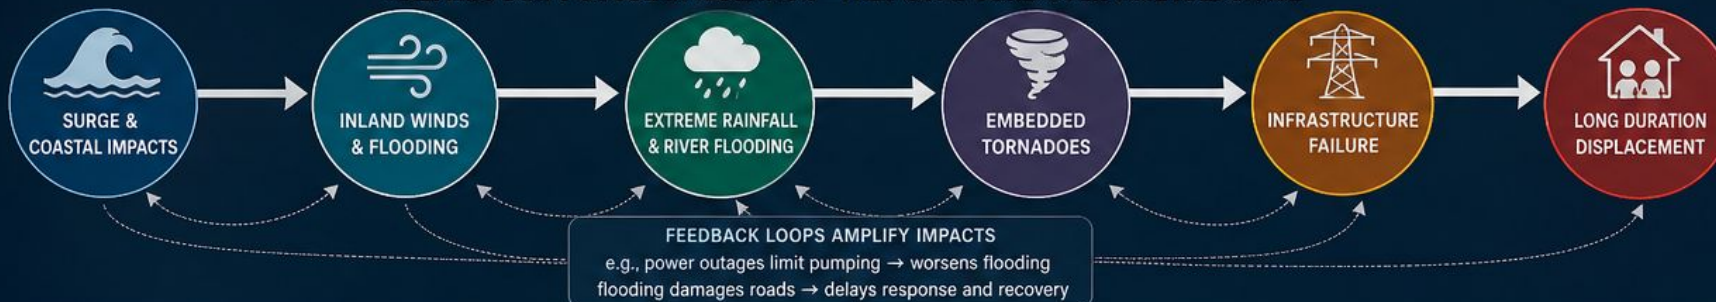 SURGE &
COASTAL IMPACTS
INLAND WINDS
& FLOODING
EXTREME RAINFALL
& RIVER FLOODING
EMBEDDED
TORNADOES
INFRASTRUCTURE
FAILURE
LONG DURATION
DISPLACEMENT
FEEDBACK LOOPS AMPLIFY IMPACTS
e.g., power outages limit pumping → worsens flooding
flooding damages roads → delays response and recovery